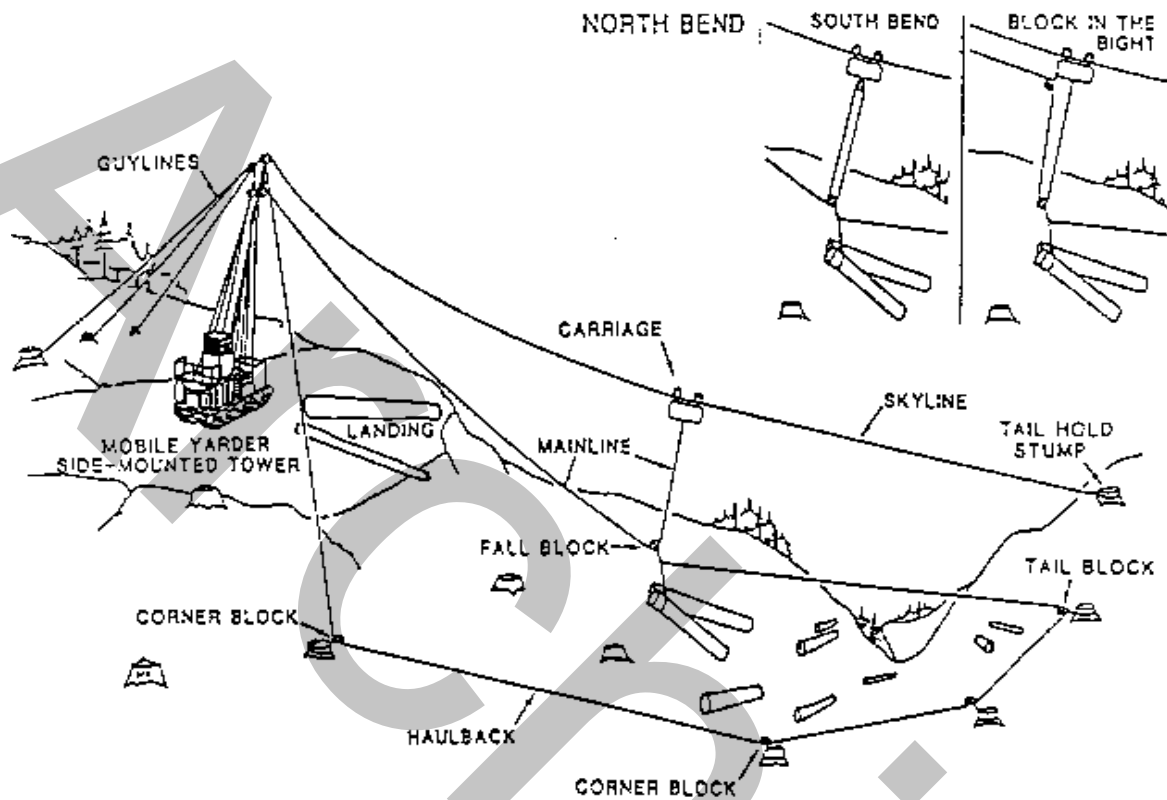 NORTH BEND
SOUTH BEND
BLOCK IN THE
BIGHT
GUYLINES
CARRIAGE
SKYLINE
TAIL HOLD
STUMP
LANDING
MOBILE YARDER
SIDE-MOUNTED TOWER
MAINLINE
FALL BLOCK
TAIL BLOCK
CORNER BLOCK
HAULBACK
CORNER BLOCK